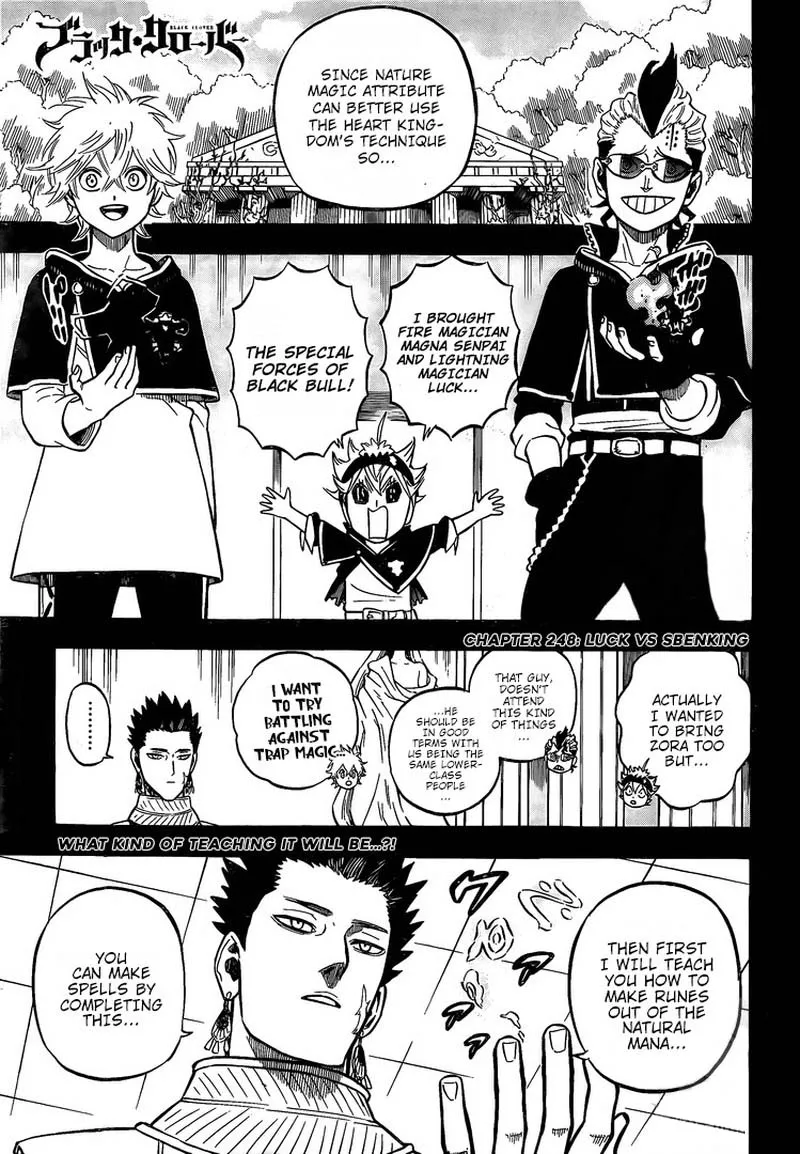 ブラック・クローバー
BLACK CLOVER
SINCE NATURE
MAGIC ATTRIBUTE
CAN BETTER USE
THE HEART KING-
DOM'S TECHNIQUE
SO...
I BROUGHT
FIRE MAGICIAN
MAGNA SENPAI
AND LIGHTNING
MAGICIAN
LUCK...
THE SPECIAL
FORCES OF
BLACK BULL!
CHAPTER 248: LUCK VS SBENKING
ACTUALLY
I WANTED
TO BRING
ZORA TOO
BUT...
THAT GUY,
DOESN'T
ATTEND
THIS KIND
OF THINGS
...
...HE
SHOULD BE
IN GOOD
TERMS WITH
US BEING THE
SAME LOWER-
CLASS
PEOPLE
...
I WANT
TO TRY
BATTLING
AGAINST
TRAP MAGIC
......
WHAT KIND OF TEACHING IT WILL BE...?!
THEN FIRST
I WILL TEACH
YOU HOW TO
MAKE RUNES
OUT OF THE
NATURAL
MANA...
YOU
CAN MAKE
SPELLS BY
COMPLETING
THIS...